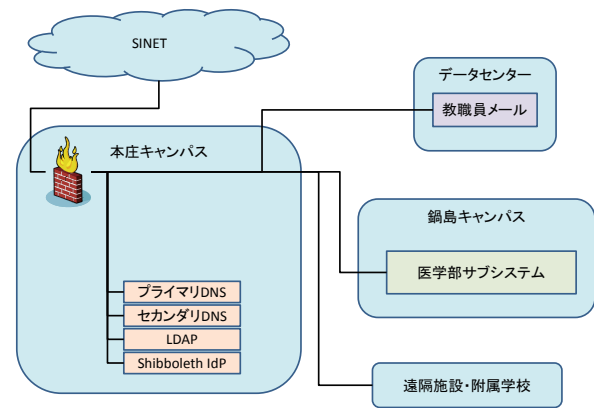 SINET
データセンター
教職員メール
本庄キャンパス
鍋島キャンパス
医学部サブシステム
プライマリDNS
セカンダリDNS
LDAP
Shibboleth IdP
遠隔施設・附属学校